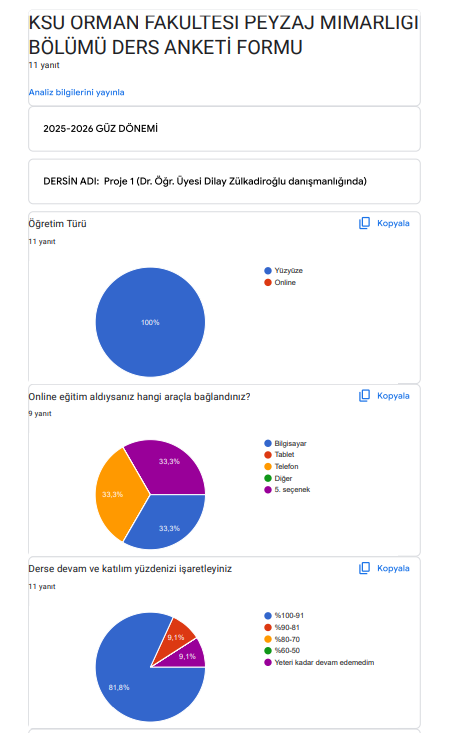 KSU ORMAN FAKULTESI PEYZAJ MIMARLIGI
BÖLÜMÜ DERS ANKETİ FORMU
11 yanıt
Analiz bilgilerini yayınla
2025-2026 GÜZ DÖNEMİ
DERSİN ADI: Proje 1 (Dr. Öğr. Üyesi Dilay Zülkadiroğlu danışmanlığında)
Öğretim Türü
Kopyala
11 yanıt
Yüzyüze
Online
100%
Online eğitim aldıysanız hangi araçla bağlandınız?
Kopyala
9 yanıt
Bilgisayar
Tablet
Telefon
Diğer
5. seçenek
33,3%
33,3%
33,3%
Derse devam ve katılım yüzdenizi işaretleyiniz
Kopyala
11 yanıt
%100-91
%90-81
%80-70
%60-50
Yeteri kadar devam edemedim
9,1%
9,1%
81,8%